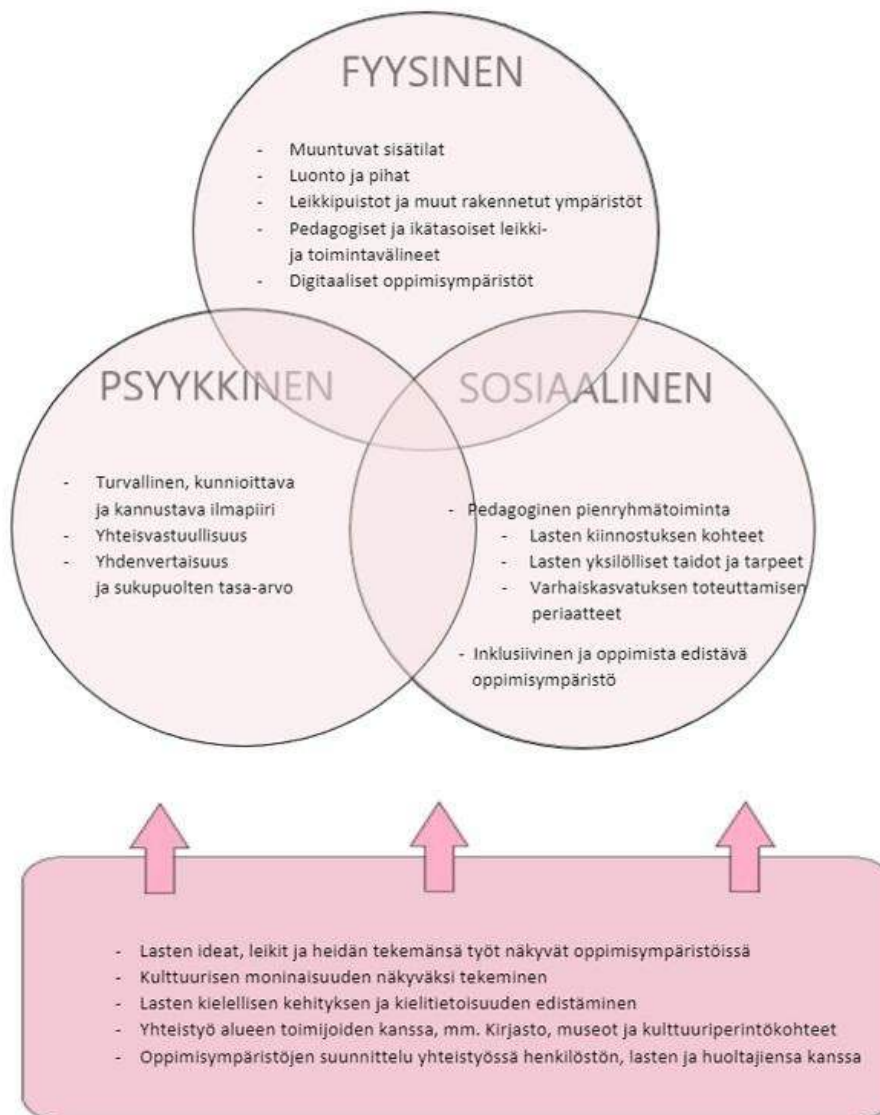 FYYSINEN
- Muuntuvat sisätilat
- Luonto ja pihat
- Leikkipuistot ja muut rakennetut ympäristöt
- Pedagogiset ja ikätasoiset leikki-
ja toimintavälineet
- Digitaaliset oppimisympäristöt
PSYYKKINEN
- Turvallinen, kunnioittava
ja kannustava ilmapiiri
- Yhteisvastuullisuus
- Yhdenvertaisuus
ja sukupuolten tasa-arvo
SOSIAALINEN
- Pedagoginen pienryhmätoiminta
- Lasten kiinnostuksen kohteet
- Lasten yksilölliset taidot ja tarpeet
- Varhaiskasvatuksen toteuttamisen
periaatteet
- Inklusiivinen ja oppimista edistävä
oppimisympäristö
- Lasten ideat, leikit ja heidän tekemänsä työt näkyvät oppimisympäristöissä
- Kulttuurisen moninaisuuden näkyväksi tekeminen
- Lasten kielellisen kehityksen ja kielitietoisuuden edistäminen
- Yhteistyö alueen toimijoiden kanssa, mm. Kirjasto, museot ja kulttuuriperintökohteet
- Oppimisympäristöjen suunnittelu yhteistyössä henkilöstön, lasten ja huoltajiensa kanssa